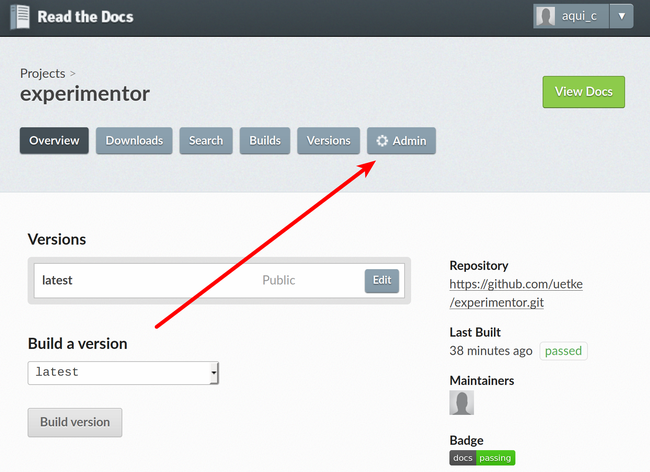 Read the Docs
aqui_c
Projects >
experimentor
View Docs
Overview
Downloads
Search
Builds
Versions
Admin
Versions
latest
Public
Edit
Build a version
latest
Build version
Repository
https://github.com/uetke
/experimentor.git
Last Built
38 minutes ago passed
Maintainers
Badge
docs passing